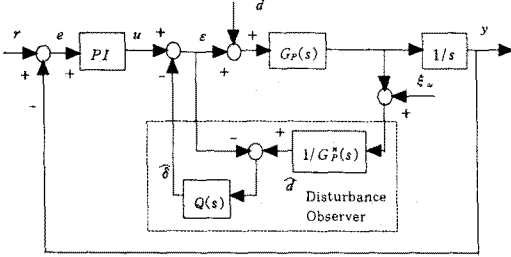 d
r
e
PI
u
ε
G_P(s)
1/s
y
+
+
+
+
+
+
−
−
ξ_ω
+
δ̂
−
+
1/G_P^n(s)
d̂
Q(s)
Disturbance
Observer